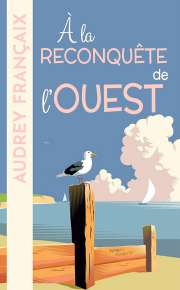 AUDREY FRANÇAIX
À la
RECONQUÊTE
de
l'OUEST